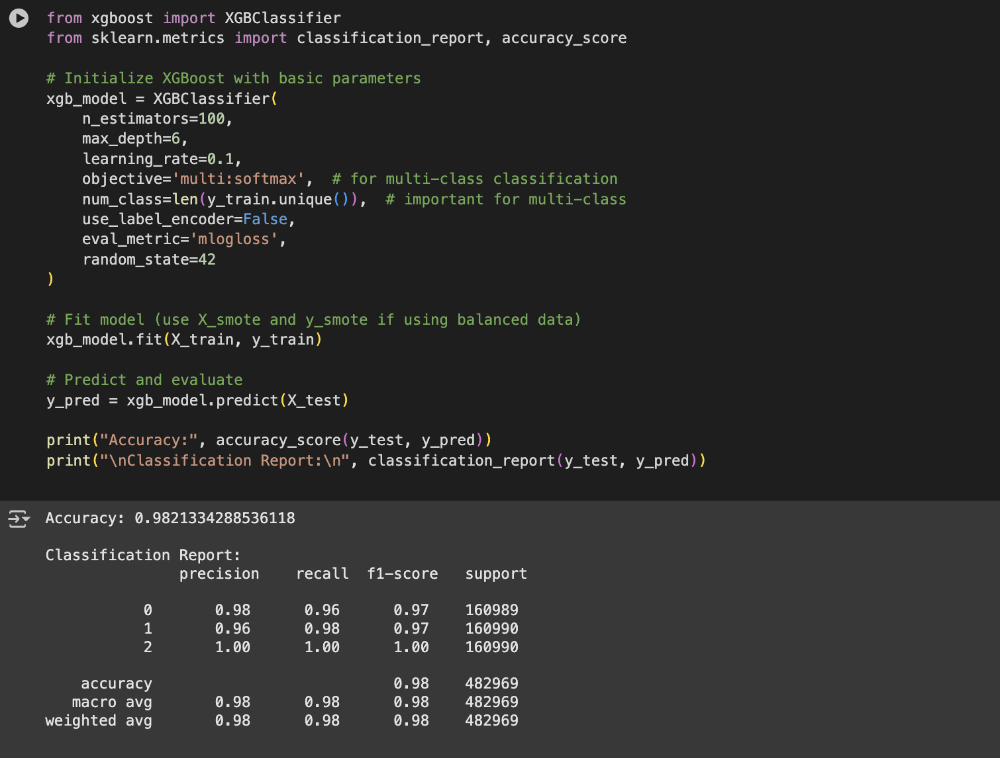 from xgboost import XGBClassifier
from sklearn.metrics import classification_report, accuracy_score
# Initialize XGBoost with basic parameters
xgb_model = XGBClassifier(
    n_estimators=100,
    max_depth=6,
    learning_rate=0.1,
    objective='multi:softmax',  # for multi-class classification
    num_class=len(y_train.unique()),  # important for multi-class
    use_label_encoder=False,
    eval_metric='mlogloss',
    random_state=42
)
# Fit model (use X_smote and y_smote if using balanced data)
xgb_model.fit(X_train, y_train)
# Predict and evaluate
y_pred = xgb_model.predict(X_test)
print("Accuracy:", accuracy_score(y_test, y_pred))
print("\nClassification Report:\n", classification_report(y_test, y_pred))
Accuracy: 0.9821334288536118
Classification Report:
               precision    recall  f1-score   support
           0       0.98      0.96      0.97    160989
           1       0.96      0.98      0.97    160990
           2       1.00      1.00      1.00    160990
    accuracy                           0.98    482969
   macro avg       0.98      0.98      0.98    482969
weighted avg       0.98      0.98      0.98    482969